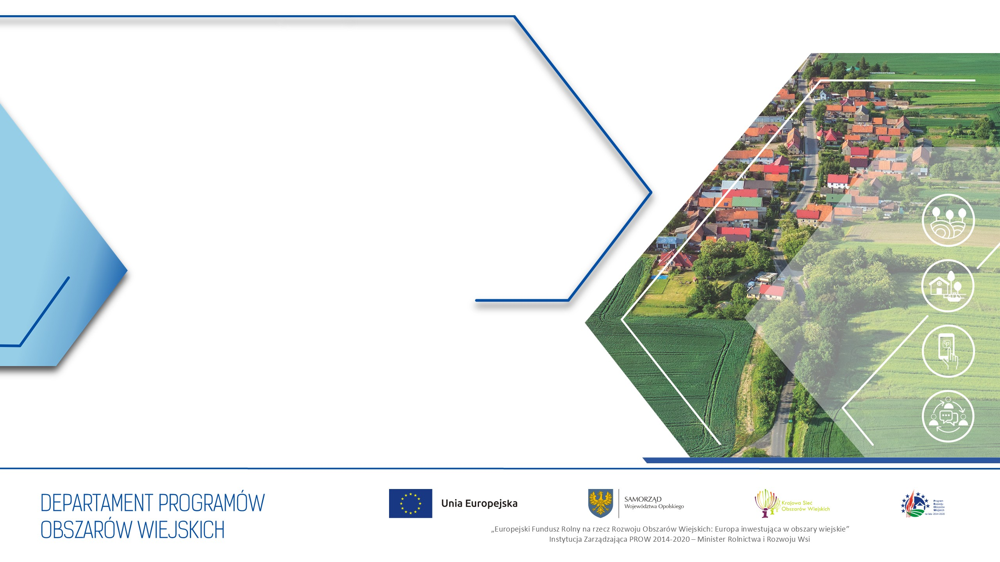 DEPARTAMENT PROGRAMÓW
OBSZARÓW WIEJSKICH
Unia Europejska
SAMORZĄD
Województwa Opolskiego
Krajowa Sieć
Obszarów Wiejskich
Program
Rozwoju
Obszarów
Wiejskich
na lata 2014-2020
„Europejski Fundusz Rolny na rzecz Rozwoju Obszarów Wiejskich: Europa inwestująca w obszary wiejskie”
Instytucja Zarządzająca PROW 2014-2020 – Minister Rolnictwa i Rozwoju Wsi